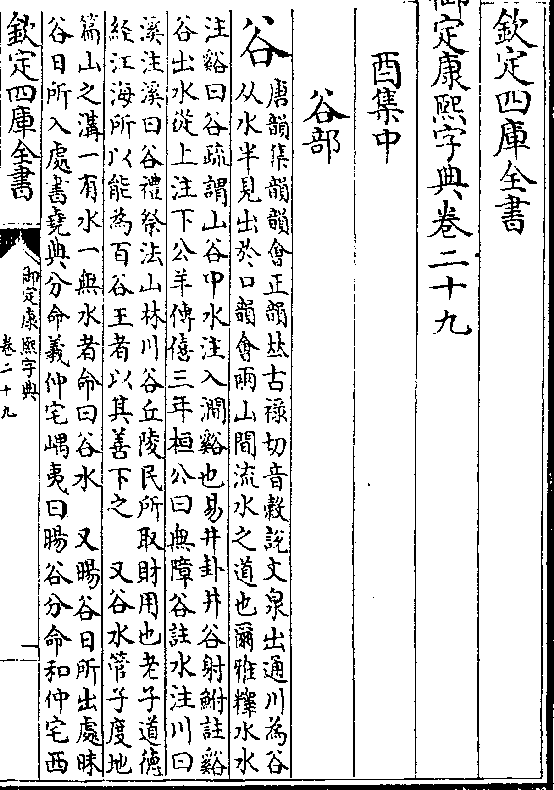 欽定四庫全書
御定康熙字典卷二十九
酉集中
谷部
谷
唐韻集韻韻會正韻𠀤古祿切音穀說文泉出通川為谷
从水半見出於口韻會兩山間流水之道也爾雅釋水水
注谿曰谷疏謂山谷中水注入澗谿也易井卦井谷射鮒註谿
谷出水從上注下公羊傳僖三年桓公曰無障谷註水注川曰
溪注溪曰谷禮祭法山林川谷丘陵民所取財用也老子道德
經江海所以能為百谷王者以其善下之 又谷水管子度地
篇山之溝一有水一無水者命曰谷水 又暘谷日所出處昧
谷日所入處書堯典分命羲仲宅嵎夷曰暘谷分命和仲宅西
欽定四庫全書
御定康熙字典
卷二十九
一